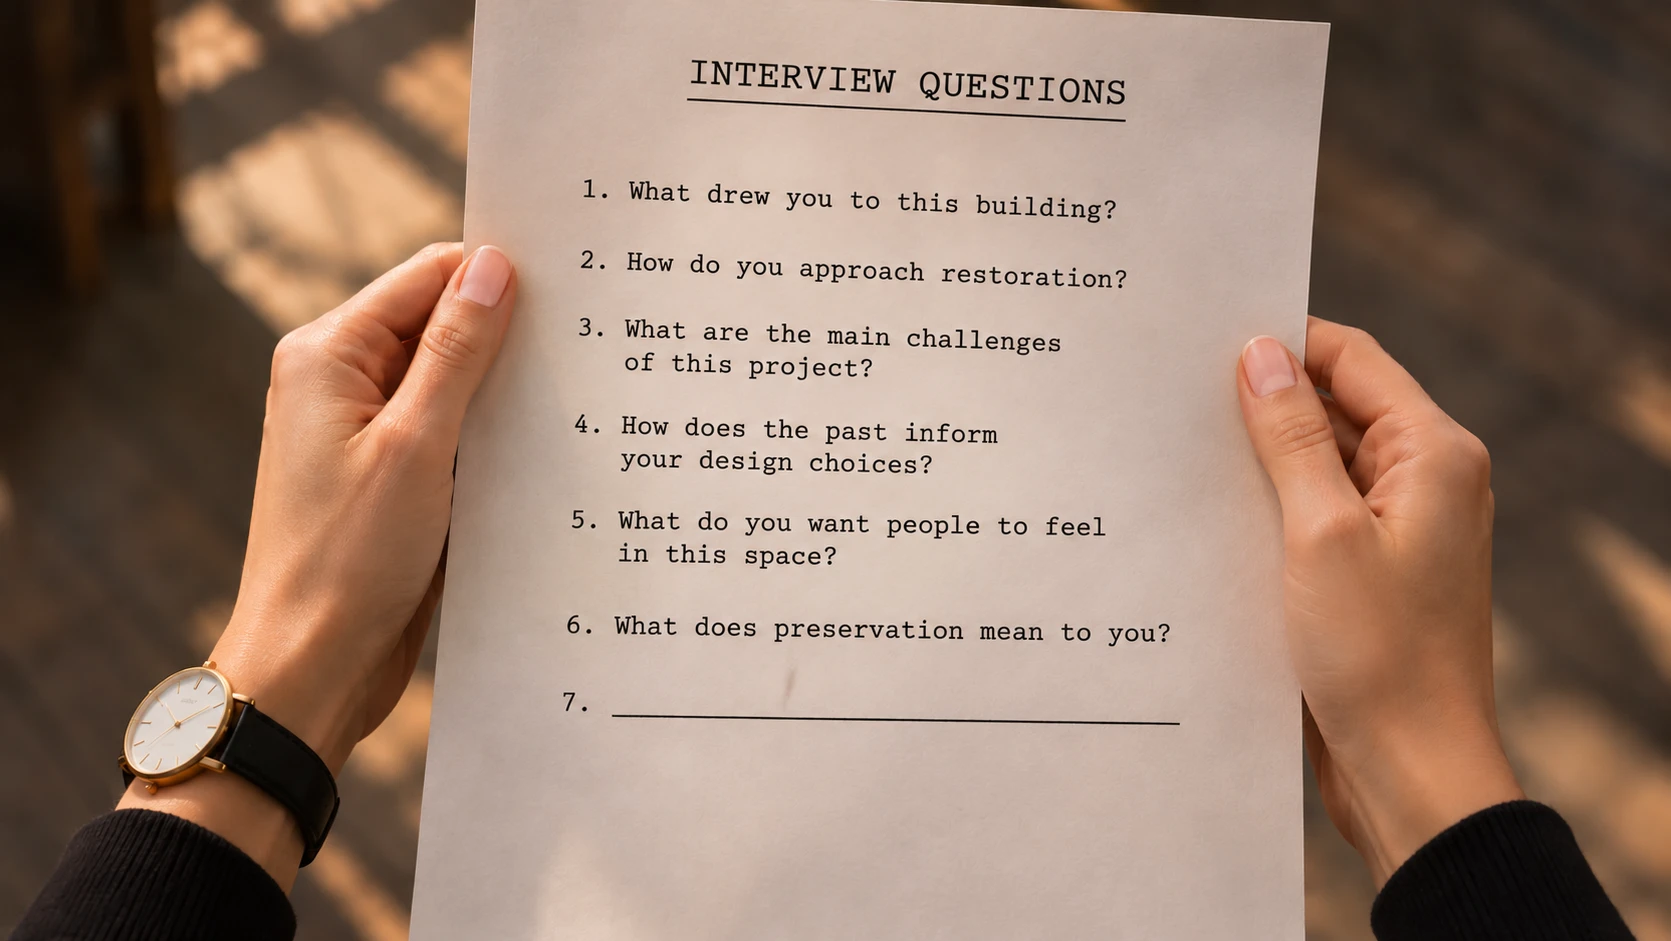 INTERVIEW QUESTIONS
1. What drew you to this building?
2. How do you approach restoration?
3. What are the main challenges
of this project?
4. How does the past inform
your design choices?
5. What do you want people to feel
in this space?
6. What does preservation mean to you?
7.